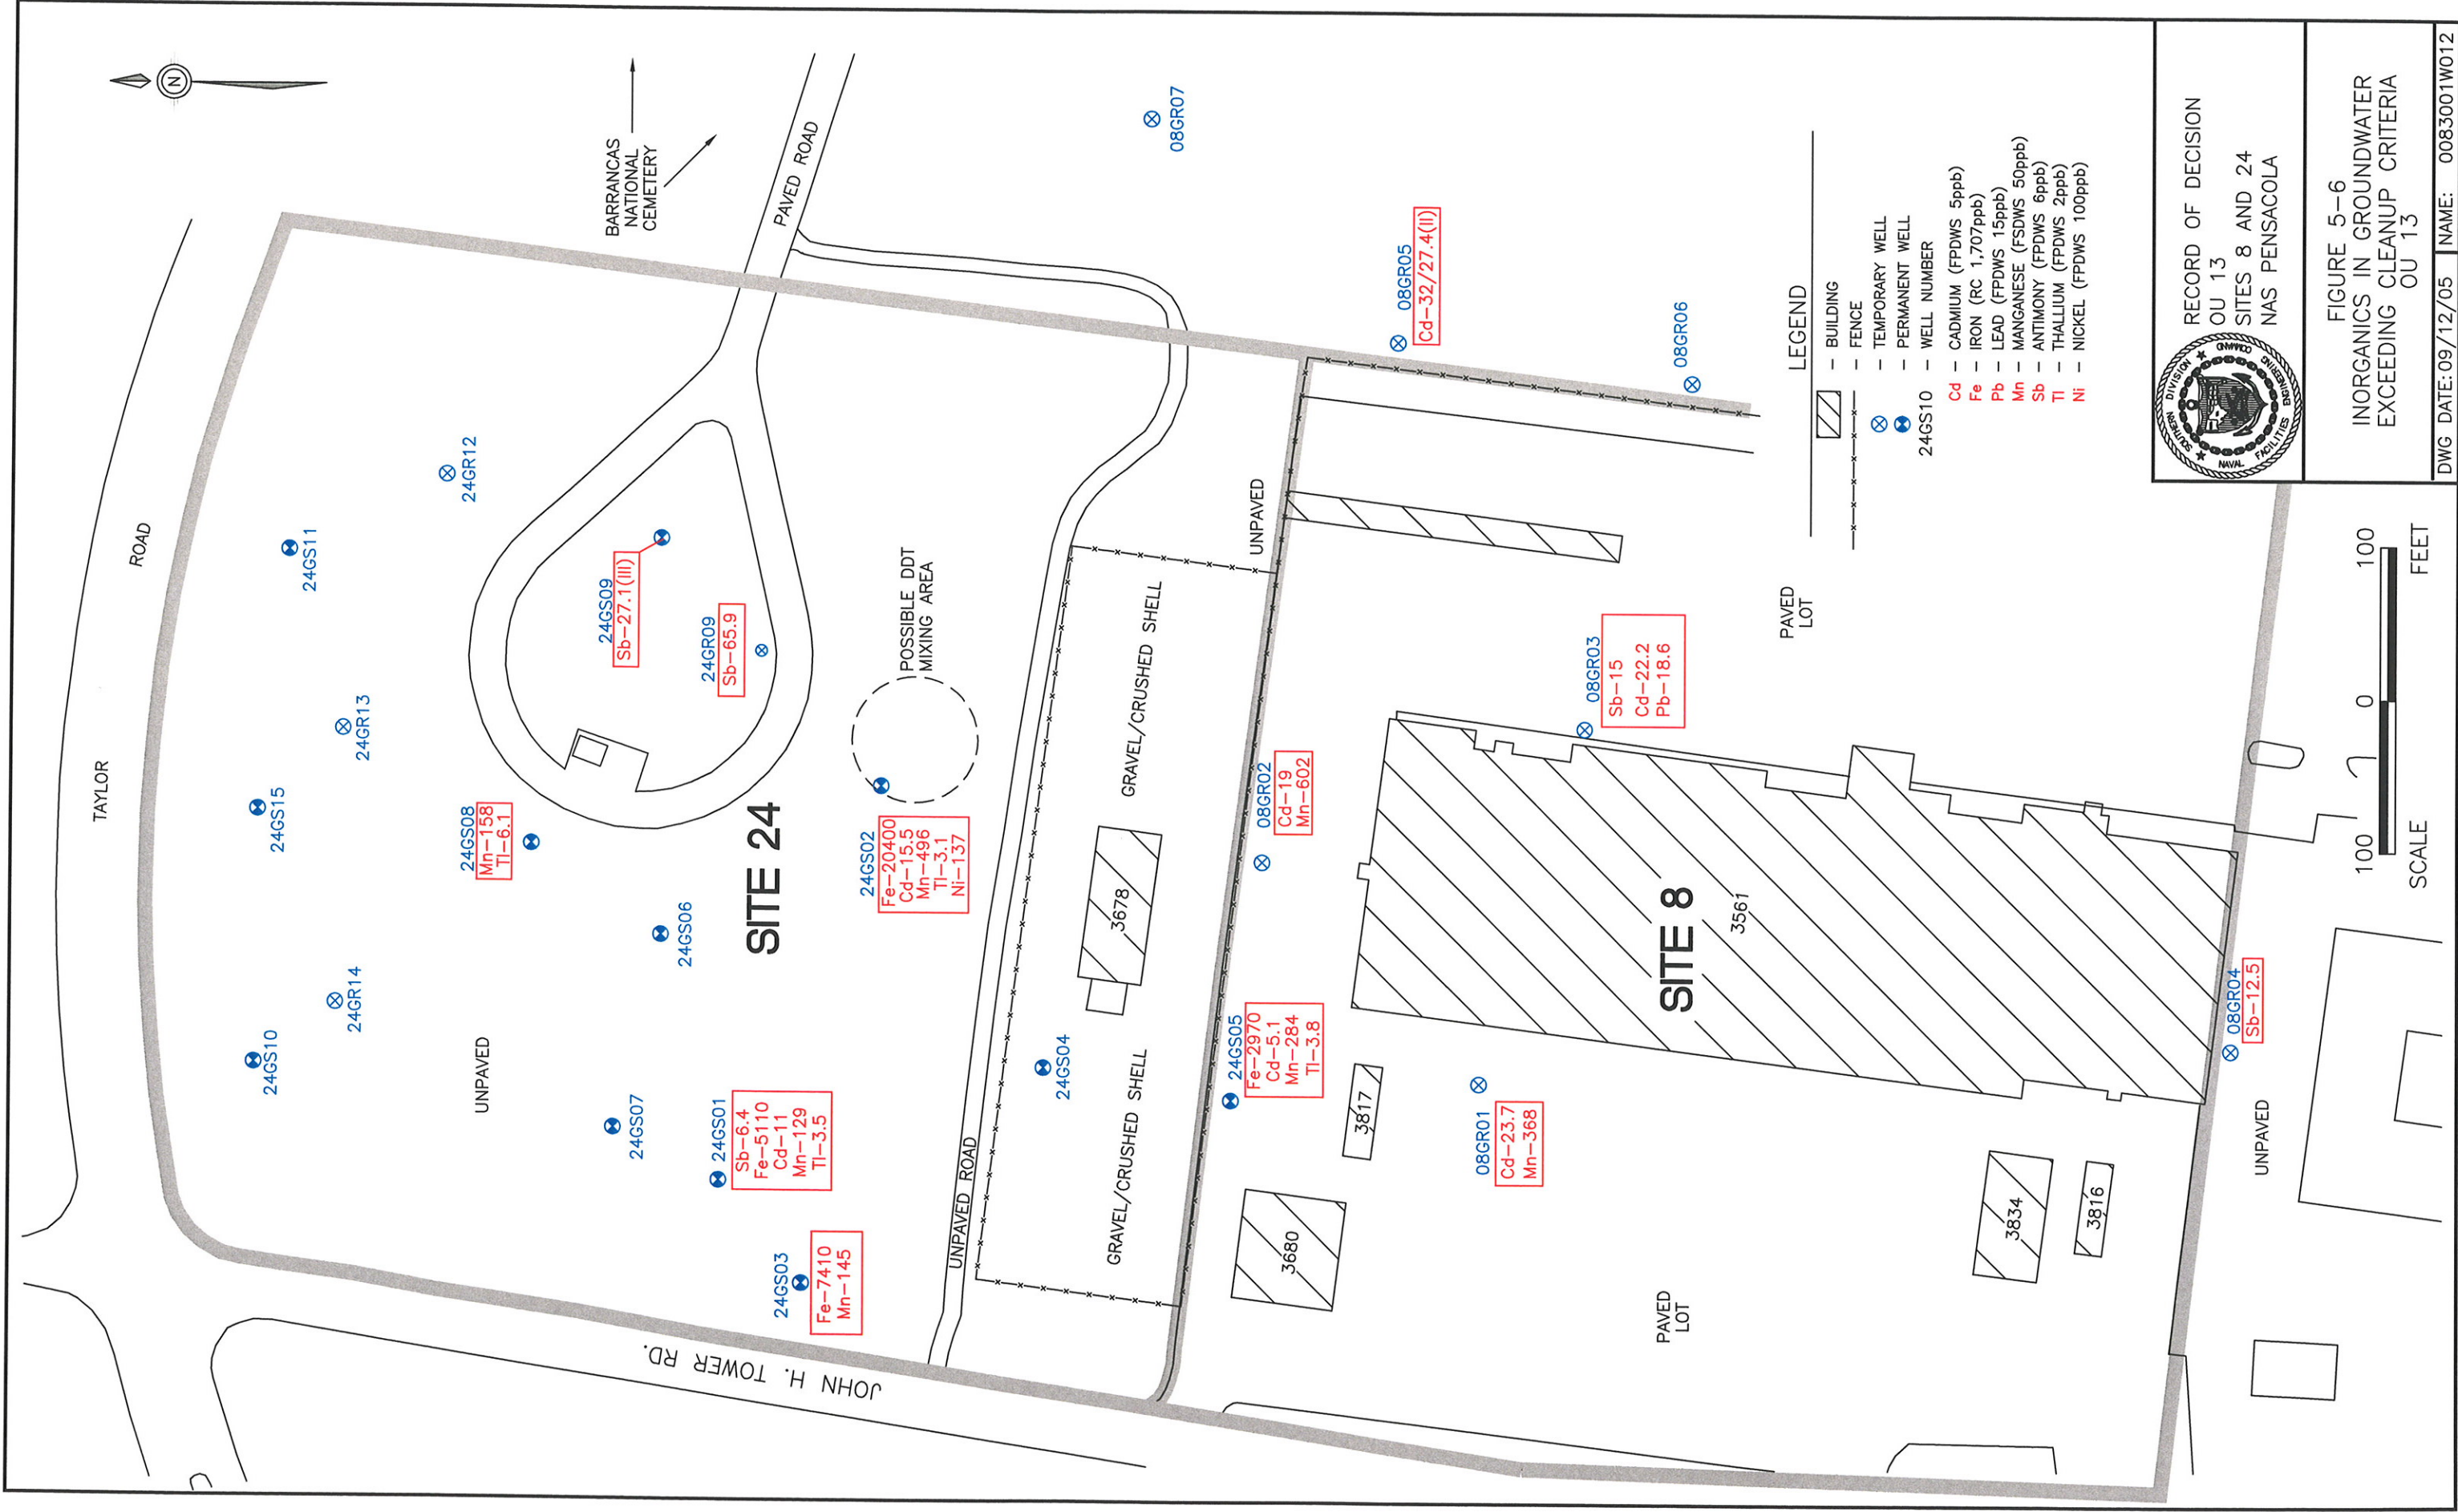 TAYLOR
ROAD
N
BARRANCAS
NATIONAL
CEMETERY
PAVED ROAD
08GR07
24GS11
24GR12
24GR13
24GS15
24GR14
24GS10
UNPAVED
24GS09
Sb-27.1(III)
24GR09
Sb-65.9
24GS08
Mn-158
Tl-6.1
24GS06
SITE 24
24GS07
24GS01
Sb-6.4
Fe-5110
Cd-11
Mn-129
Tl-3.5
24GS03
Fe-7410
Mn-145
JOHN H. TOWER RD.
POSSIBLE DDT
MIXING AREA
24GS02
Fe-20400
Cd-15.5
Mn-496
Tl-3.1
Ni-137
UNPAVED ROAD
GRAVEL/CRUSHED SHELL
3678
24GS04
GRAVEL/CRUSHED SHELL
UNPAVED
08GR05
Cd-32/27.4(II)
08GR06
08GR02
Cd-19
Mn-602
24GS05
Fe-2970
Cd-5.1
Mn-284
Tl-3.8
3817
3680
08GR01
Cd-23.7
Mn-368
08GR03
Sb-15
Cd-22.2
Pb-18.6
PAVED
LOT
SITE 8
3561
PAVED
LOT
3834
3816
08GR04
Sb-12.5
UNPAVED
LEGEND
- BUILDING
- FENCE
- TEMPORARY WELL
- PERMANENT WELL
24GS10 - WELL NUMBER
Cd - CADMIUM (FPDWS 5ppb)
Fe - IRON (RC 1,707ppb)
Pb - LEAD (FPDWS 15ppb)
Mn - MANGANESE (FSDWS 50ppb)
Sb - ANTIMONY (FPDWS 6ppb)
Tl - THALLIUM (FPDWS 2ppb)
Ni - NICKEL (FPDWS 100ppb)
100 0 100
SCALE FEET
SOUTHERN DIVISION
NAVAL FACILITIES ENGINEERING COMMAND
RECORD OF DECISION
OU 13
SITES 8 AND 24
NAS PENSACOLA
FIGURE 5-6
INORGANICS IN GROUNDWATER
EXCEEDING CLEANUP CRITERIA
OU 13
DWG DATE: 09/12/05 NAME: 0083001W012